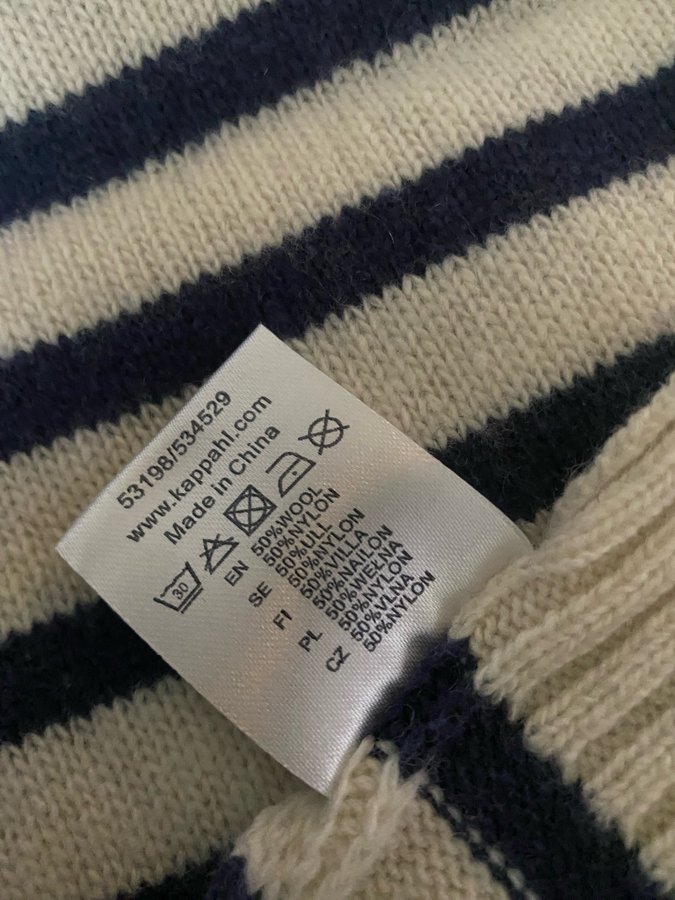 53198/534529
www.kappahl.com
Made in China
30
EN 50%WOOL
50%NYLON
SE 50%ULL
50%NYLON
FI 50%VILLA
50%NAILON
PL 50%WEŁNA
50%NYLON
CZ 50%VLNA
50%NYLON